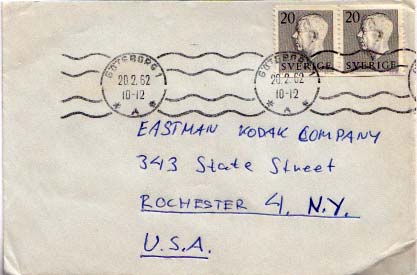 20 20
SVERIGE SVERIGE
GÖTEBORG 1 GÖTEBORG 1
20.2.62 20.2.62
10-12 10-12
* A * * A *
EASTMAN KODAK COMPANY
343 State Street
ROCHESTER 4, N.Y.
U.S.A.